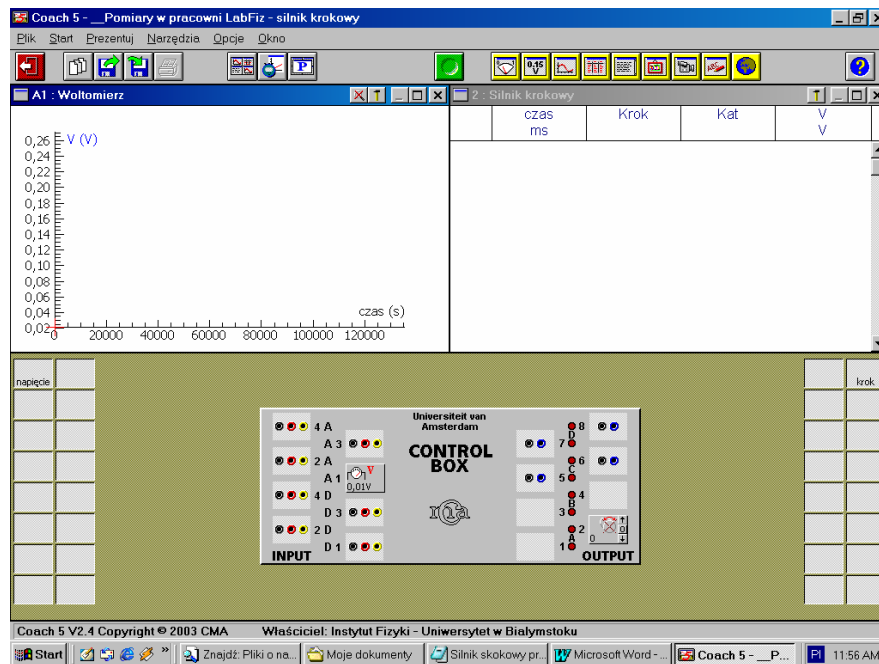 Coach 5 - __Pomiary w pracowni LabFiz - silnik krokowy
Plik Start Prezentuj Narzędzia Opcje Okno
0,15
V
P
?
A1 : Woltomierz
2 : Silnik krokowy
czas Krok Kat V
ms V
V (V)
0,26
0,24
0,22
0,20
0,18
0,16
0,14
0,12
0,10
0,08
0,06
0,04
0,02
czas (s)
0 20000 40000 60000 80000 100000 120000
napięcie
krok
Universiteit van
Amsterdam
CONTROL
BOX
4 A
A 3
2 A
A 1
V
0,01V
4 D
D 3
2 D
D 1
INPUT
8
D
7
6
C
5
4
B
3
2
A
1
0
0
OUTPUT
Coach 5 V2.4 Copyright © 2003 CMA Właściciel: Instytut Fizyki - Uniwersytet w Bialymstoku
Start » Znajdź: Pliki o na... Moje dokumenty Silnik skokowy pr... Microsoft Word - ... Coach 5 - __P... Pl 11:56 AM